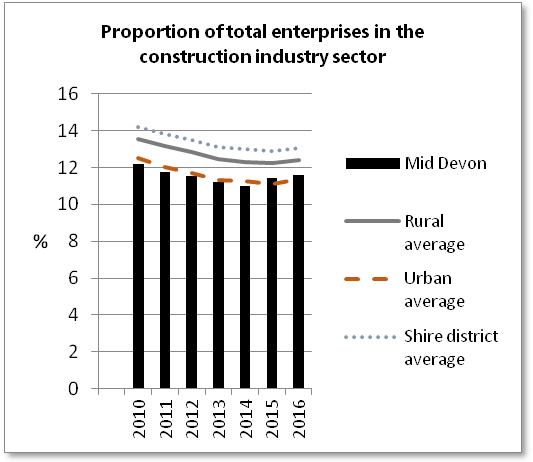 Proportion of total enterprises in the
construction industry sector
16
14
12
10
8
6
4
2
0
%
2010
2011
2012
2013
2014
2015
2016
Mid Devon
Rural
average
Urban
average
Shire district
average